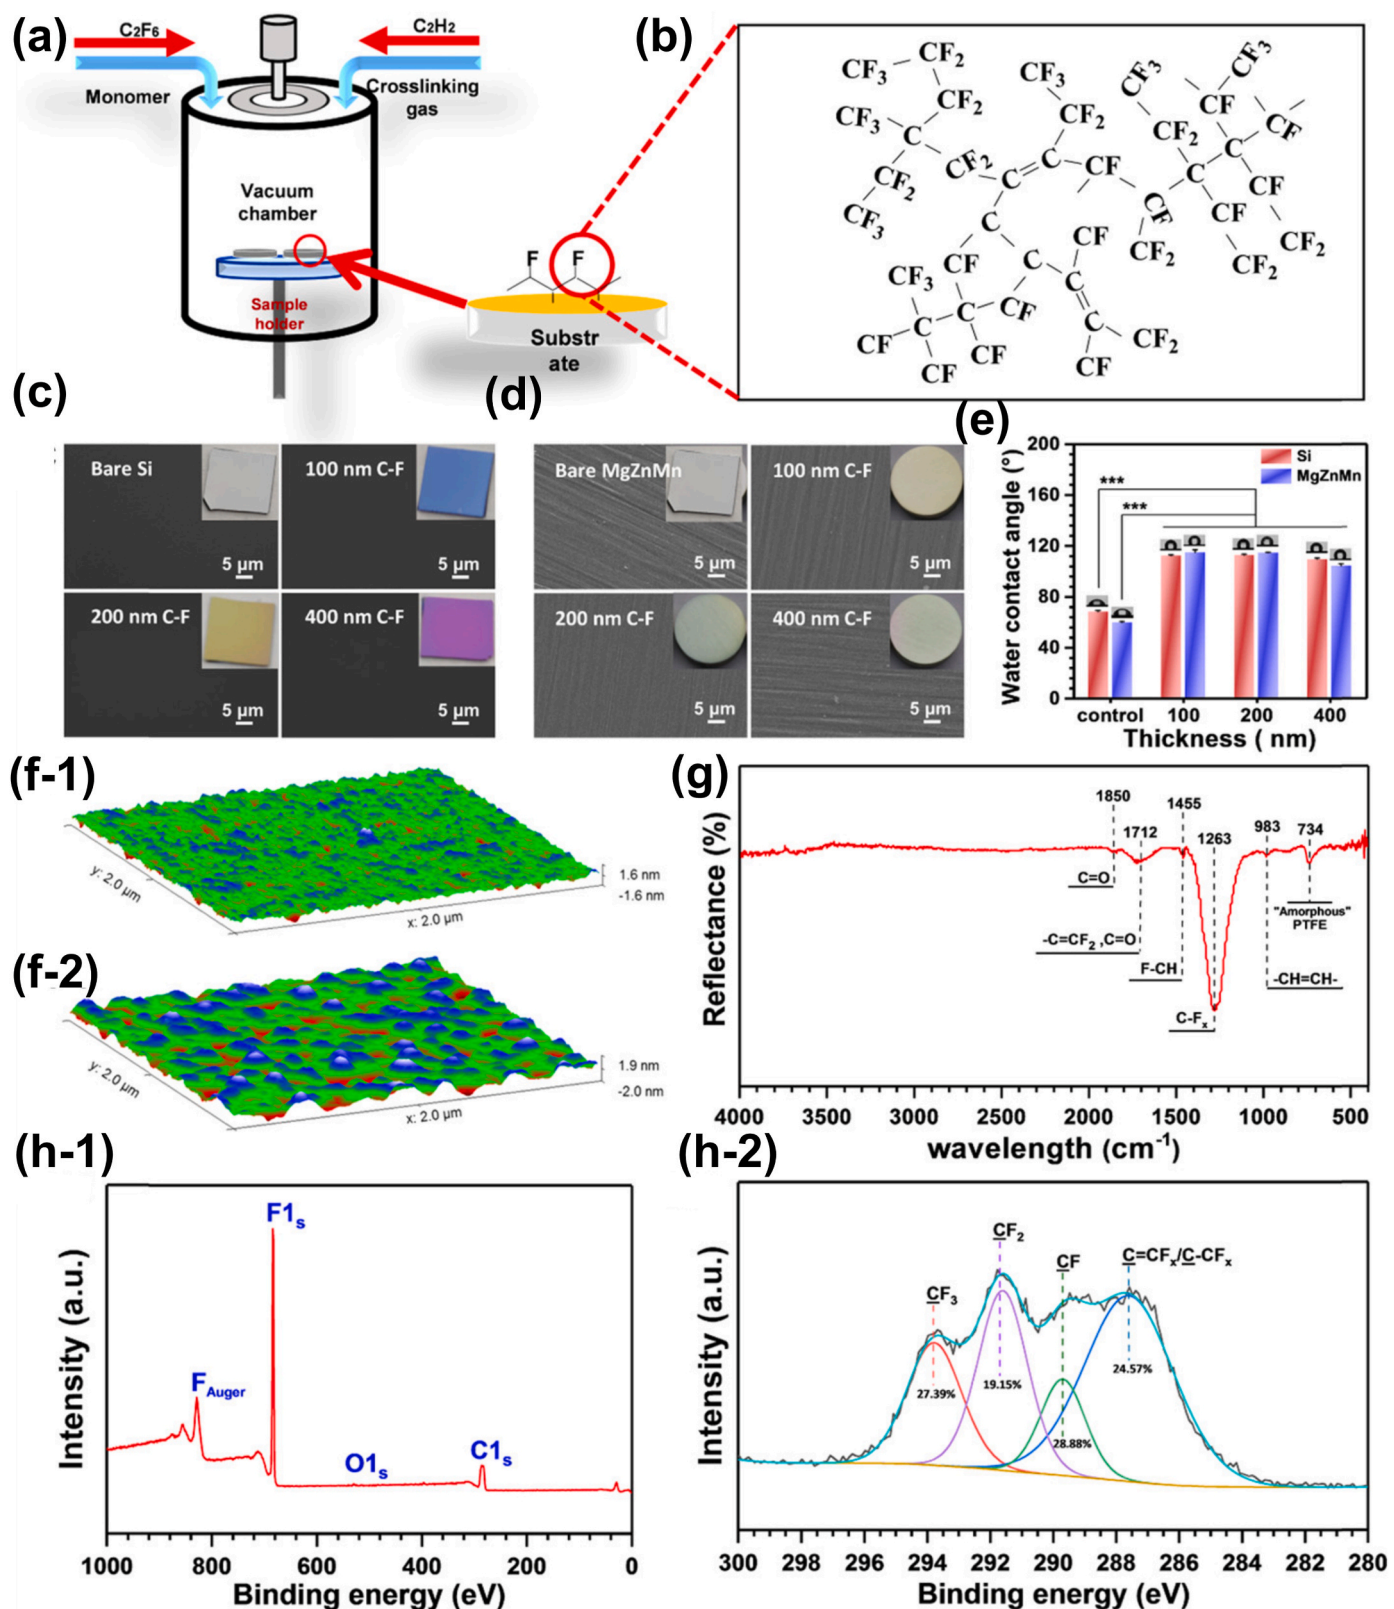 (a)
C2F6
C2H2
Monomer
Crosslinking
gas
Vacuum
chamber
Sample
holder
F F
Substr
ate
(b)
CF3 CF2 CF2
CF3 C CF2
CF2
CF3
CF3
CF2
C C CF
C
CF3
CF2
CF
CF2
C C
CF3
CF
CF
CF
CF2
CF
CF2
CF3 CF C CF
C C CF
CF CF CF
C C CF2
CF
(c)
Bare Si
5 µm
100 nm C-F
5 µm
200 nm C-F
5 µm
400 nm C-F
5 µm
(d)
Bare MgZnMn
5 µm
100 nm C-F
5 µm
200 nm C-F
5 µm
400 nm C-F
5 µm
(e)
Water contact angle (°)
200
160
120
80
40
0
Si
MgZnMn
***
***
control 100 200 400
Thickness ( nm)
(f-1)
y: 2.0 µm
x: 2.0 µm
1.6 nm
-1.6 nm
(f-2)
y: 2.0 µm
x: 2.0 µm
1.9 nm
-2.0 nm
(g)
Reflectance (%)
1850
1712
1455
1263
983
734
C=O
-C=CF2 ,C=O
F-CH
C-Fx
-CH=CH-
"Amorphous"
PTFE
4000 3500 3000 2500 2000 1500 1000 500
wavelength (cm-1)
(h-1)
Intensity (a.u.)
F1s
FAuger
O1s
C1s
1000 800 600 400 200 0
Binding energy (eV)
(h-2)
Intensity (a.u.)
CF3
CF2
CF
C=CFx/C-CFx
27.39%
19.15%
28.88%
24.57%
300 298 296 294 292 290 288 286 284 282 280
Binding energy (eV)